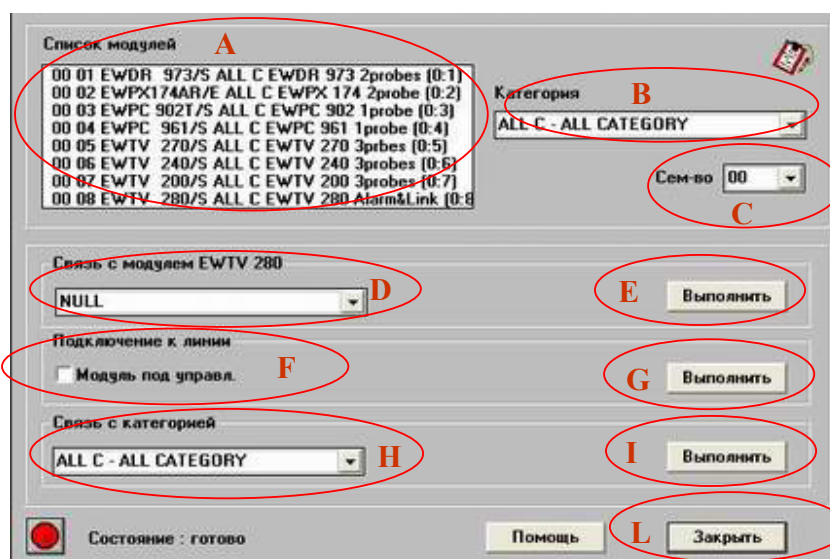 Список модулей
A
00 01 EWDR 973/S ALL C EWDR 973 2probes (0:1)
00 02 EWPX174AR/E ALL C EWPX 174 2probe (0:2)
00 03 EWPC 902T/S ALL C EWPC 902 1probe (0:3)
00 04 EWPC 961/S ALL C EWPC 961 1probe (0:4)
00 05 EWTV 270/S ALL C EWTV 270 3prbes (0:5)
00 06 EWTV 240/S ALL C EWTV 240 3probes (0:6)
00 07 EWTV 200/S ALL C EWTV 200 3probes (0:7)
00 08 EWTV 280/S ALL C EWTV 280 Alarm&Link (0:8
Категория
B
ALL C - ALL CATEGORY
Сем-во 00
C
Связь с модулем EWTV 280
NULL D
E Выполнить
Подключение к линии
Модуль под управл. F
G Выполнить
Связь с категорией
ALL C - ALL CATEGORY H
I Выполнить
Состояние : готово
Помощь
L Закрыть